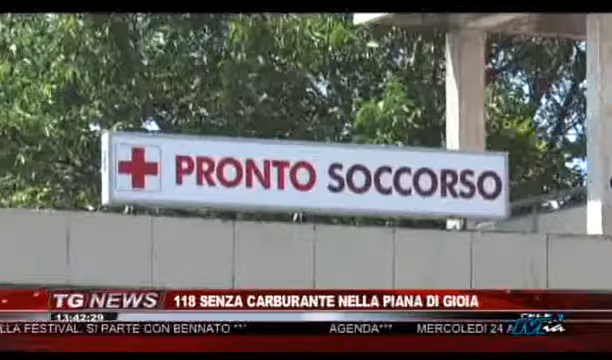 PRONTO SOCCORSO
TG NEWS
118 SENZA CARBURANTE NELLA PIANA DI GIOIA
13:42:29
LLA FESTIVAL. SI PARTE CON BENNATO *** AGENDA*** MERCOLEDI 24
Mia